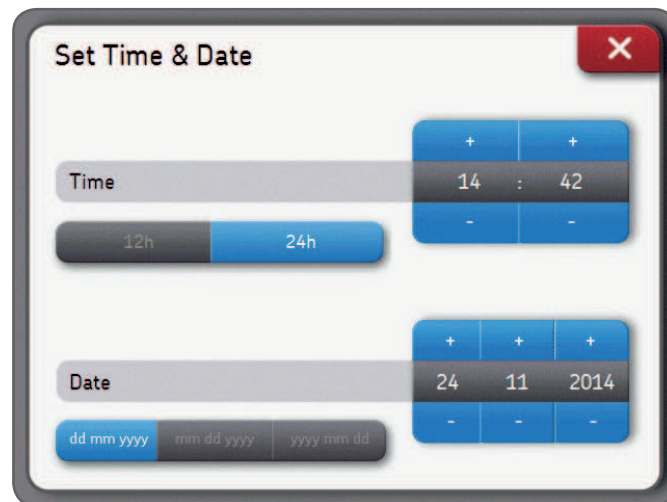 Set Time & Date
+ +
Time 14 : 42
12h 24h - -
+ + +
Date 24 11 2014
dd mm yyyy mm dd yyyy yyyy mm dd - - -